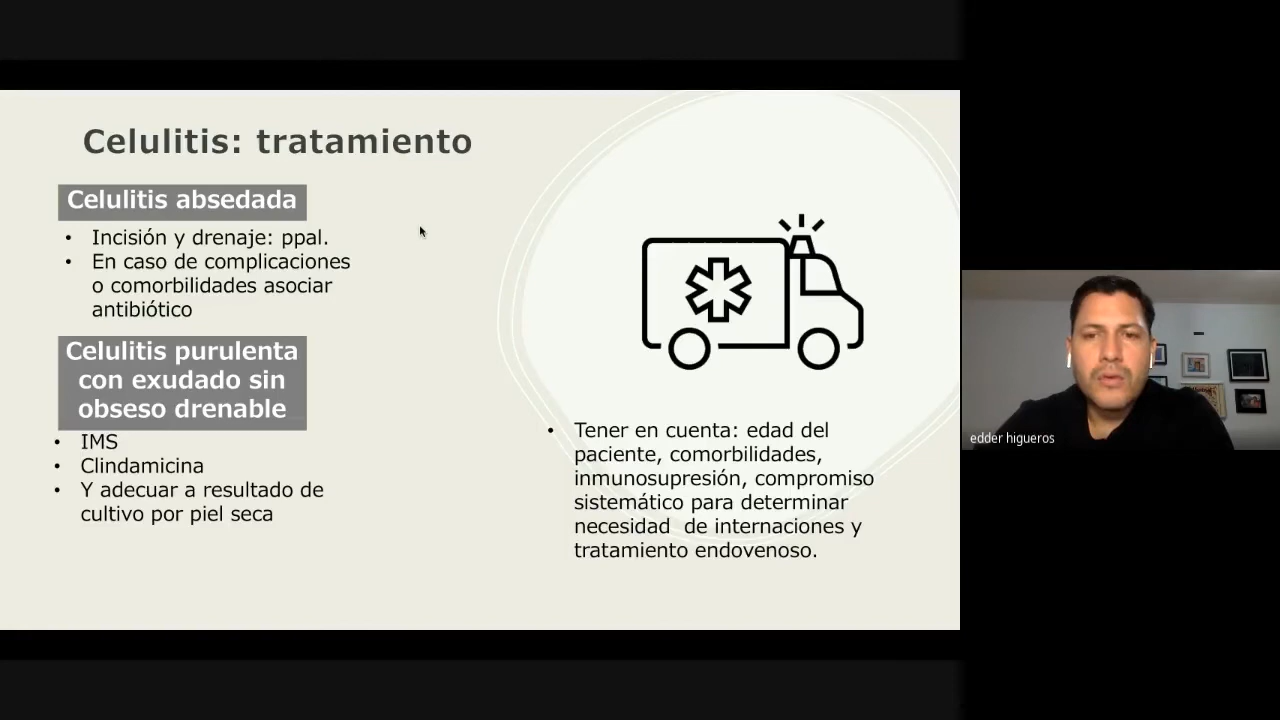 Celulitis: tratamiento
Celulitis absedada
• Incisión y drenaje: ppal.
• En caso de complicaciones
o comorbilidades asociar
antibiótico
Celulitis purulenta
con exudado sin
obseso drenable
• IMS
• Clindamicina
• Y adecuar a resultado de
cultivo por piel seca
• Tener en cuenta: edad del
paciente, comorbilidades,
inmunosupresión, compromiso
sistemático para determinar
necesidad de internaciones y
tratamiento endovenoso.
edder higueros